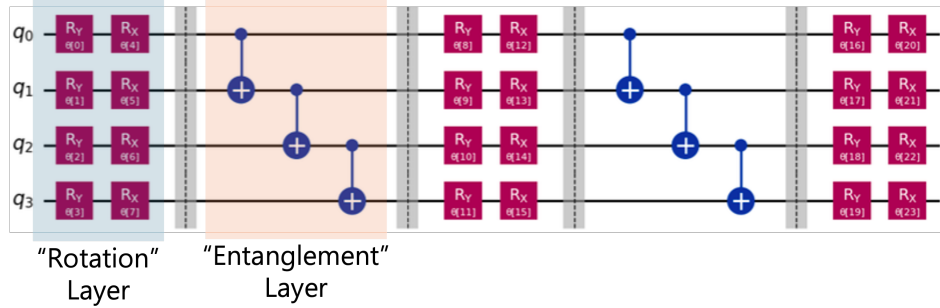 q0 RY θ[0] RX θ[4] RY θ[8] RX θ[12] RY θ[16] RX θ[20]
q1 RY θ[1] RX θ[5] RY θ[9] RX θ[13] RY θ[17] RX θ[21]
q2 RY θ[2] RX θ[6] RY θ[10] RX θ[14] RY θ[18] RX θ[22]
q3 RY θ[3] RX θ[7] RY θ[11] RX θ[15] RY θ[19] RX θ[23]
“Rotation” “Entanglement”
Layer Layer